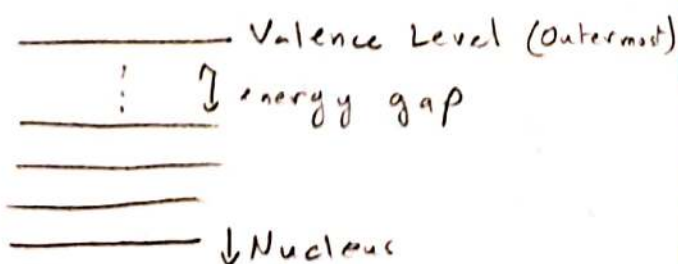 Valence Level (Outermost)
energy gap
↓ Nucleus